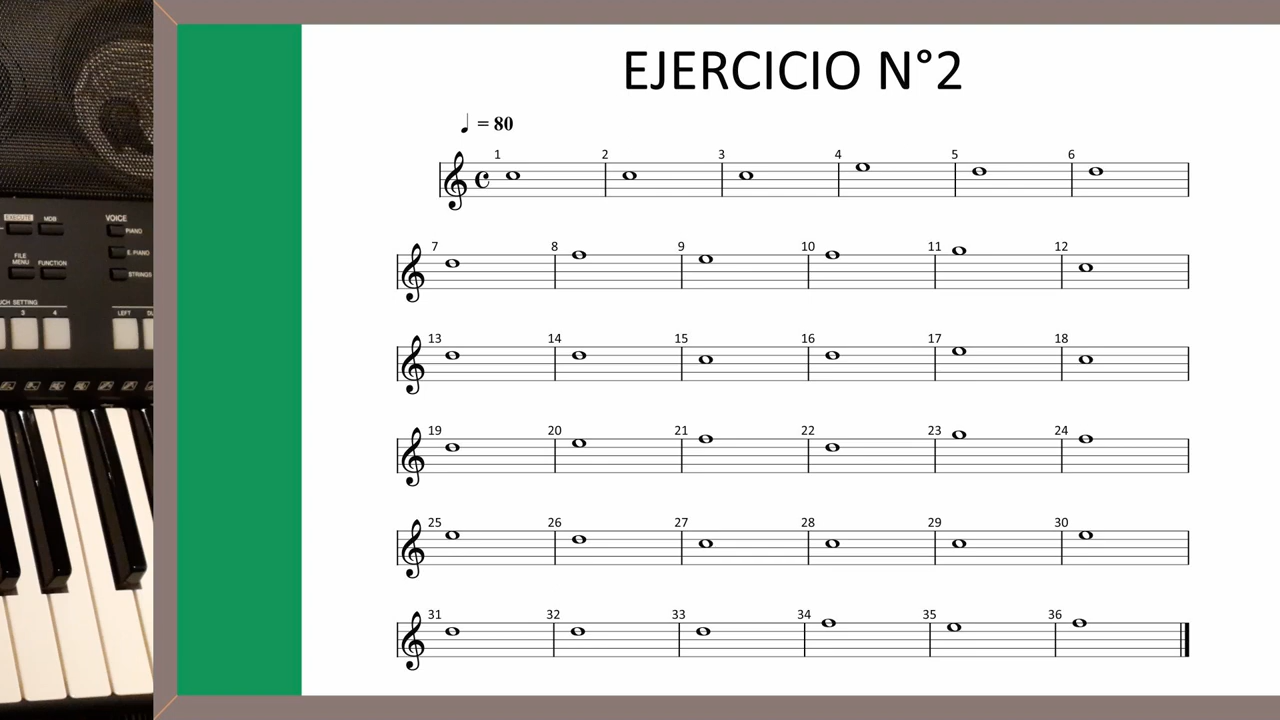 EJERCICIO N°2
= 80
1 2 3 4 5 6
7 8 9 10 11 12
13 14 15 16 17 18
19 20 21 22 23 24
25 26 27 28 29 30
31 32 33 34 35 36
EXECUTE MDB
VOICE
PIANO
E. PIANO
FILE MENU FUNCTION
STRINGS
SETTING
3 4
LEFT